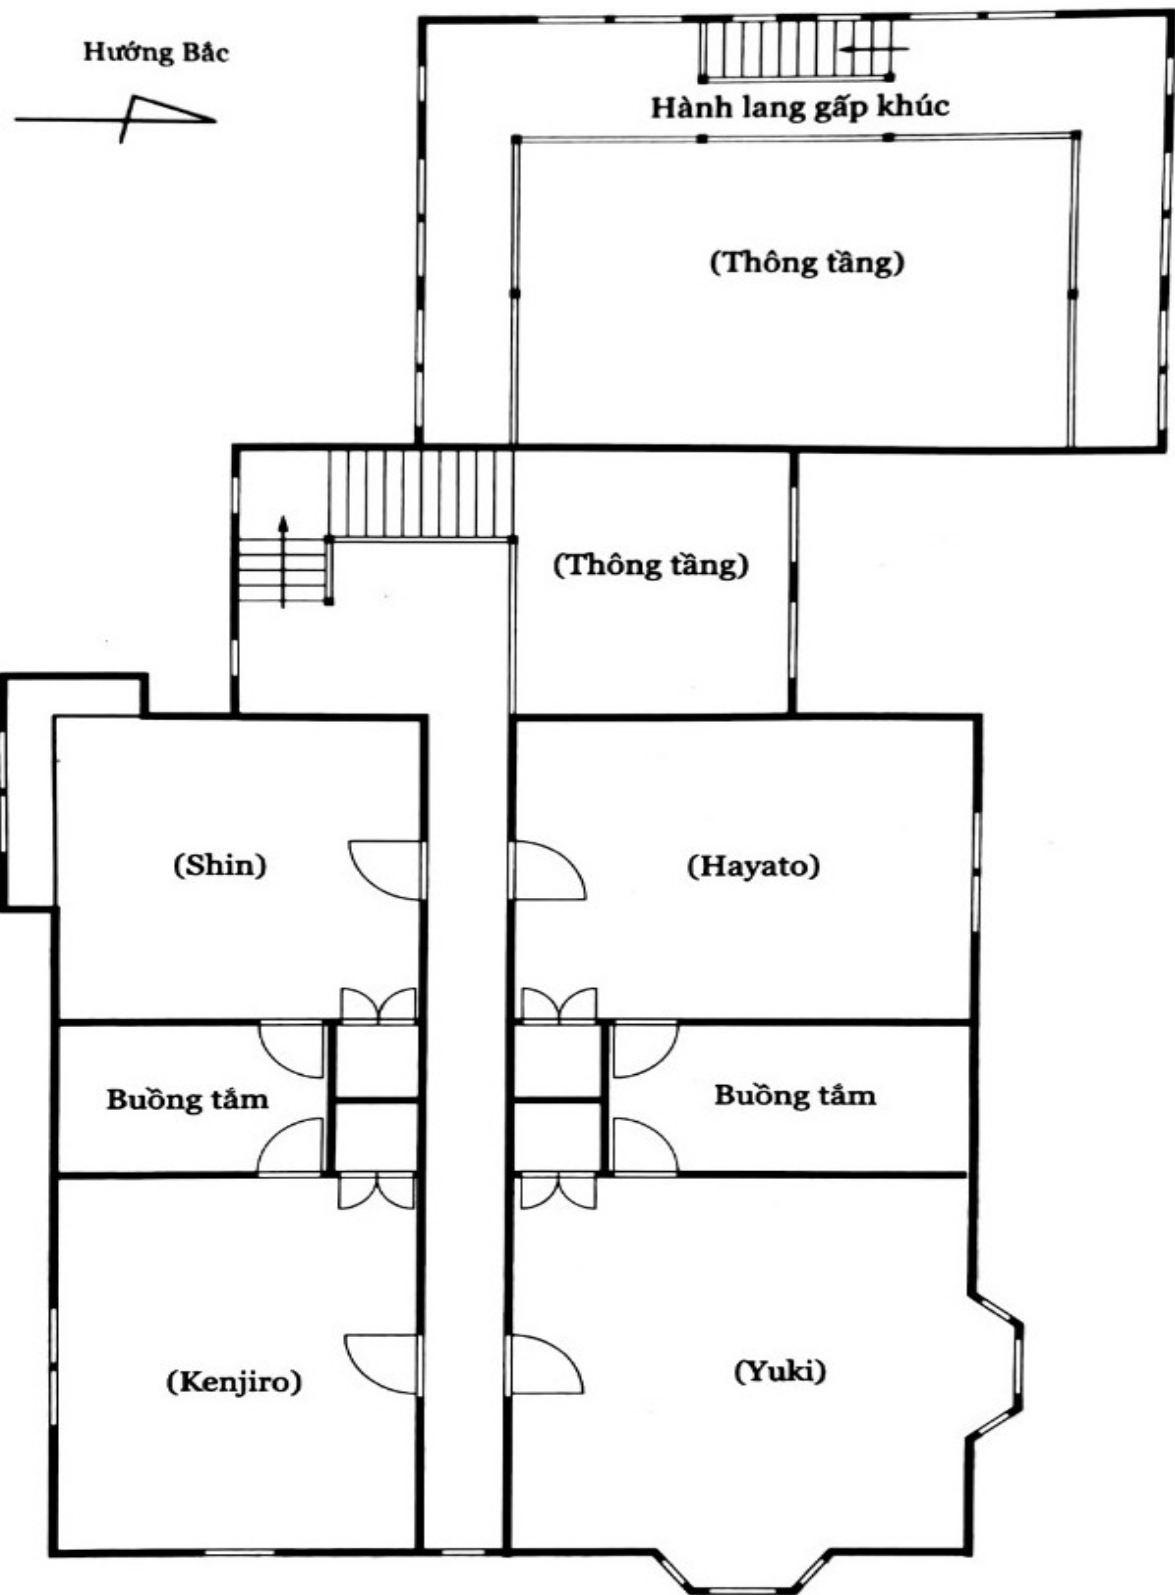 Hướng Bắc
Hành lang gấp khúc
(Thông tầng)
(Thông tầng)
(Shin)
(Hayato)
Buồng tắm
Buồng tắm
(Kenjiro)
(Yuki)